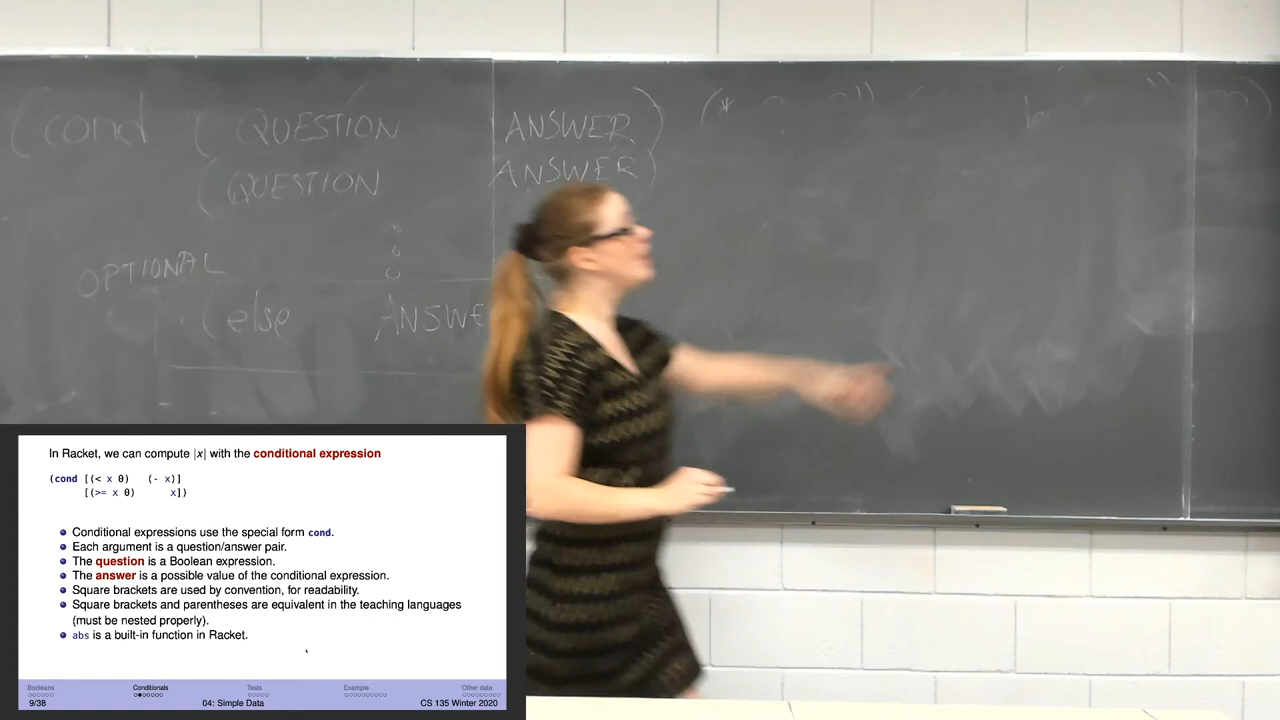 (cond ( QUESTION ANSWER)
( QUESTION ANSWER)
OPTIONAL
(else ANSWE
In Racket, we can compute |x| with the conditional expression
(cond [(< x 0) (- x)]
[(>= x 0) x])
Conditional expressions use the special form cond.
Each argument is a question/answer pair.
The question is a Boolean expression.
The answer is a possible value of the conditional expression.
Square brackets are used by convention, for readability.
Square brackets and parentheses are equivalent in the teaching languages
(must be nested properly).
abs is a built-in function in Racket.
Booleans Conditionals Tests Example Other data
9/38 04: Simple Data CS 135 Winter 2020